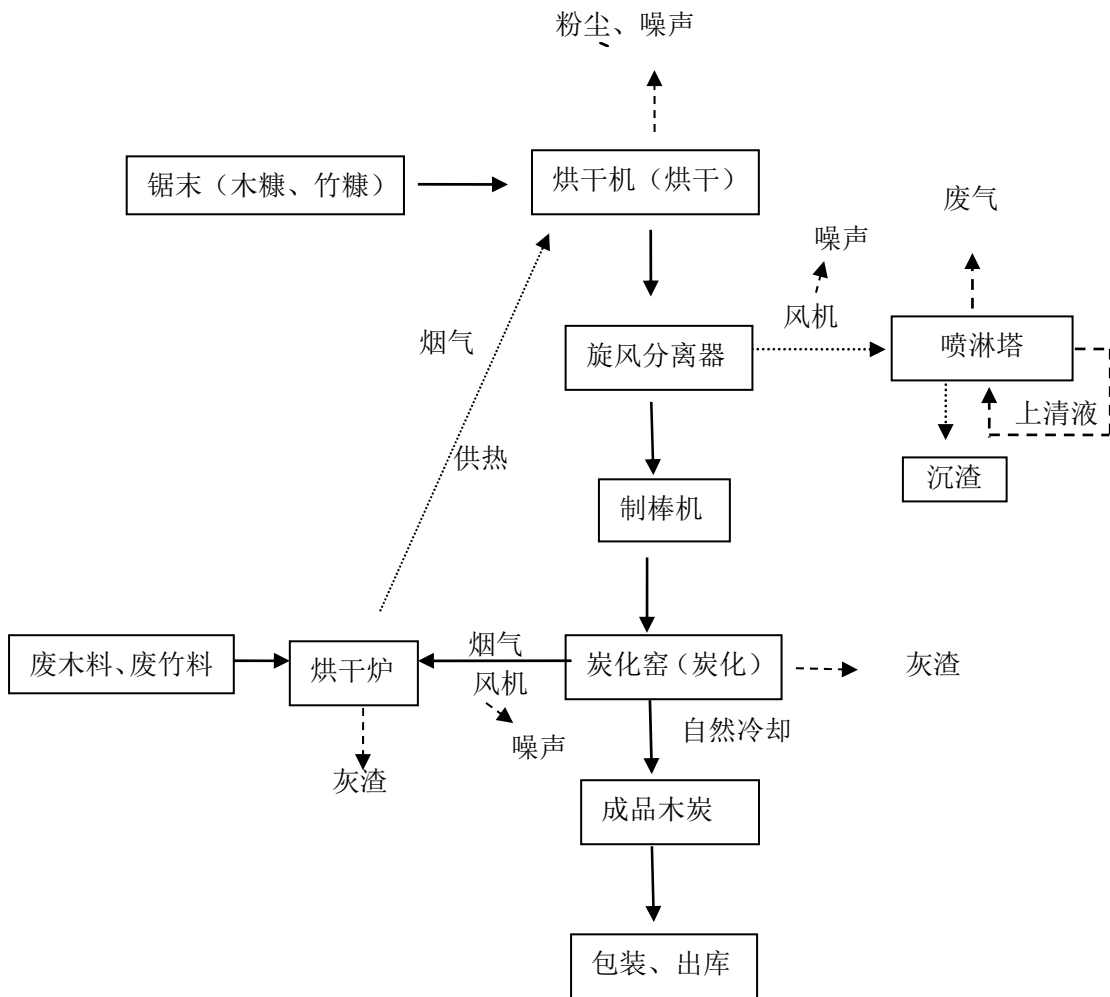 粉尘、噪声
锯末（木糠、竹糠）
烘干机（烘干）
废气
噪声
风机
喷淋塔
烟气
旋风分离器
上清液
供热
沉渣
制棒机
废木料、废竹料
烘干炉
烟气
风机
炭化窑（炭化）
灰渣
噪声
自然冷却
灰渣
成品木炭
包装、出库